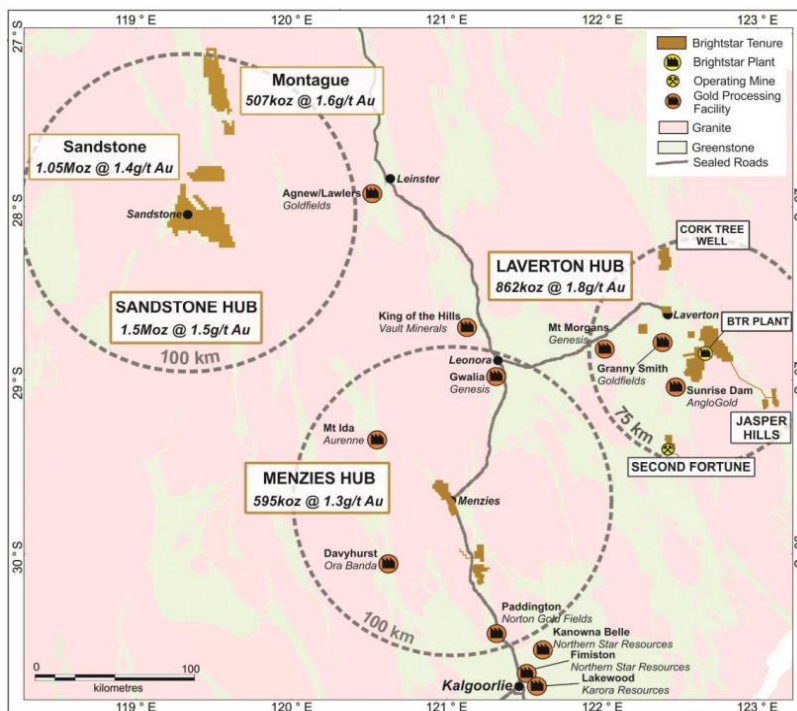 119 °E
120 °E
121 °E
122 °E
123 °E
27° S
28° S
29° S
30° S
Brightstar Tenure
Brightstar Plant
Operating Mine
Gold Processing
Facility
Granite
Greenstone
Sealed Roads
Montague
507koz @ 1.6g/t Au
Sandstone
1.05Moz @ 1.4g/t Au
Sandstone
SANDSTONE HUB
1.5Moz @ 1.5g/t Au
100 km
Leinster
Agnew/Lawlers
Goldfields
CORK TREE
WELL
LAVERTON HUB
862koz @ 1.8g/t Au
Laverton
King of the Hills
Vault Minerals
Mt Morgans
Genesis
BTR PLANT
Leonora
Granny Smith
Goldfields
Gwalia
Genesis
Sunrise Dam
AngloGold
JASPER
HILLS
75 km
SECOND FORTUNE
Mt Ida
Aurenne
MENZIES HUB
595koz @ 1.3g/t Au
Menzies
Davyhurst
Ora Banda
100 km
Paddington
Norton Gold Fields
Kanowna Belle
Northern Star Resources
Fimiston
Northern Star Resources
Lakewood
Karora Resources
Kalgoorlie
0
100
kilometres
119 °E
120 °E
121 °E
122 °E
123 °E